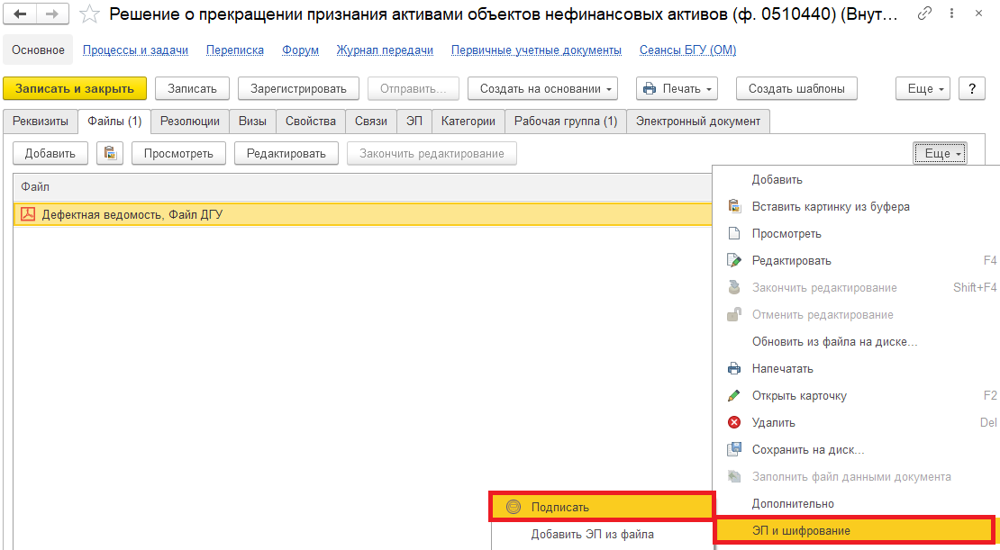 Решение о прекращении признания активами объектов нефинансовых активов (ф. 0510440) (Внут...
Основное Процессы и задачи Переписка Форум Журнал передачи Первичные учетные документы Сеансы БГУ (ОМ)
Записать и закрыть Записать Зарегистрировать Отправить... Создать на основании Печать Создать шаблоны Еще ?
Реквизиты Файлы (1) Резолюции Визы Свойства Связи ЭП Категории Рабочая группа (1) Электронный документ
Добавить Просмотреть Редактировать Закончить редактирование Еще
Файл
Дефектная ведомость, Файл ДГУ
Добавить
Вставить картинку из буфера
Просмотреть
Редактировать F4
Закончить редактирование Shift+F4
Отменить редактирование
Обновить из файла на диске...
Напечатать
Открыть карточку F2
Удалить Del
Сохранить на диск...
Заполнить файл данными документа
Дополнительно
ЭП и шифрование
Подписать
Добавить ЭП из файла